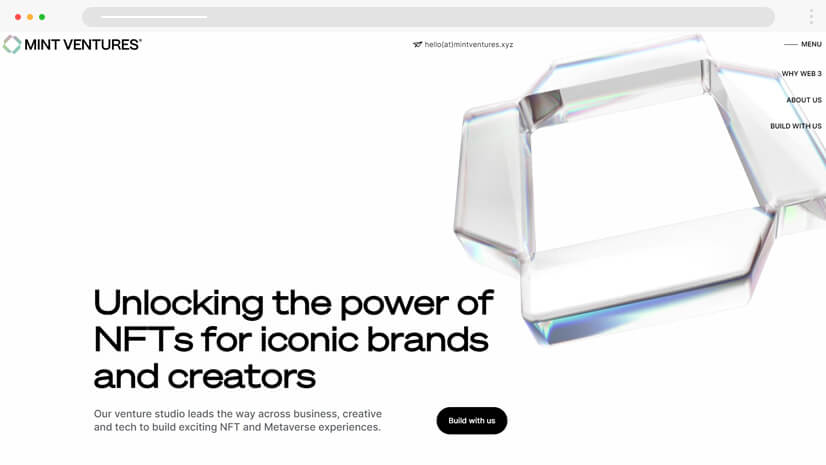 MINT VENTURES®
hello(at)mintventures.xyz
MENU
WHY WEB 3
ABOUT US
BUILD WITH US
Unlocking the power of
NFTs for iconic brands
and creators
Our venture studio leads the way across business, creative
and tech to build exciting NFT and Metaverse experiences.
Build with us